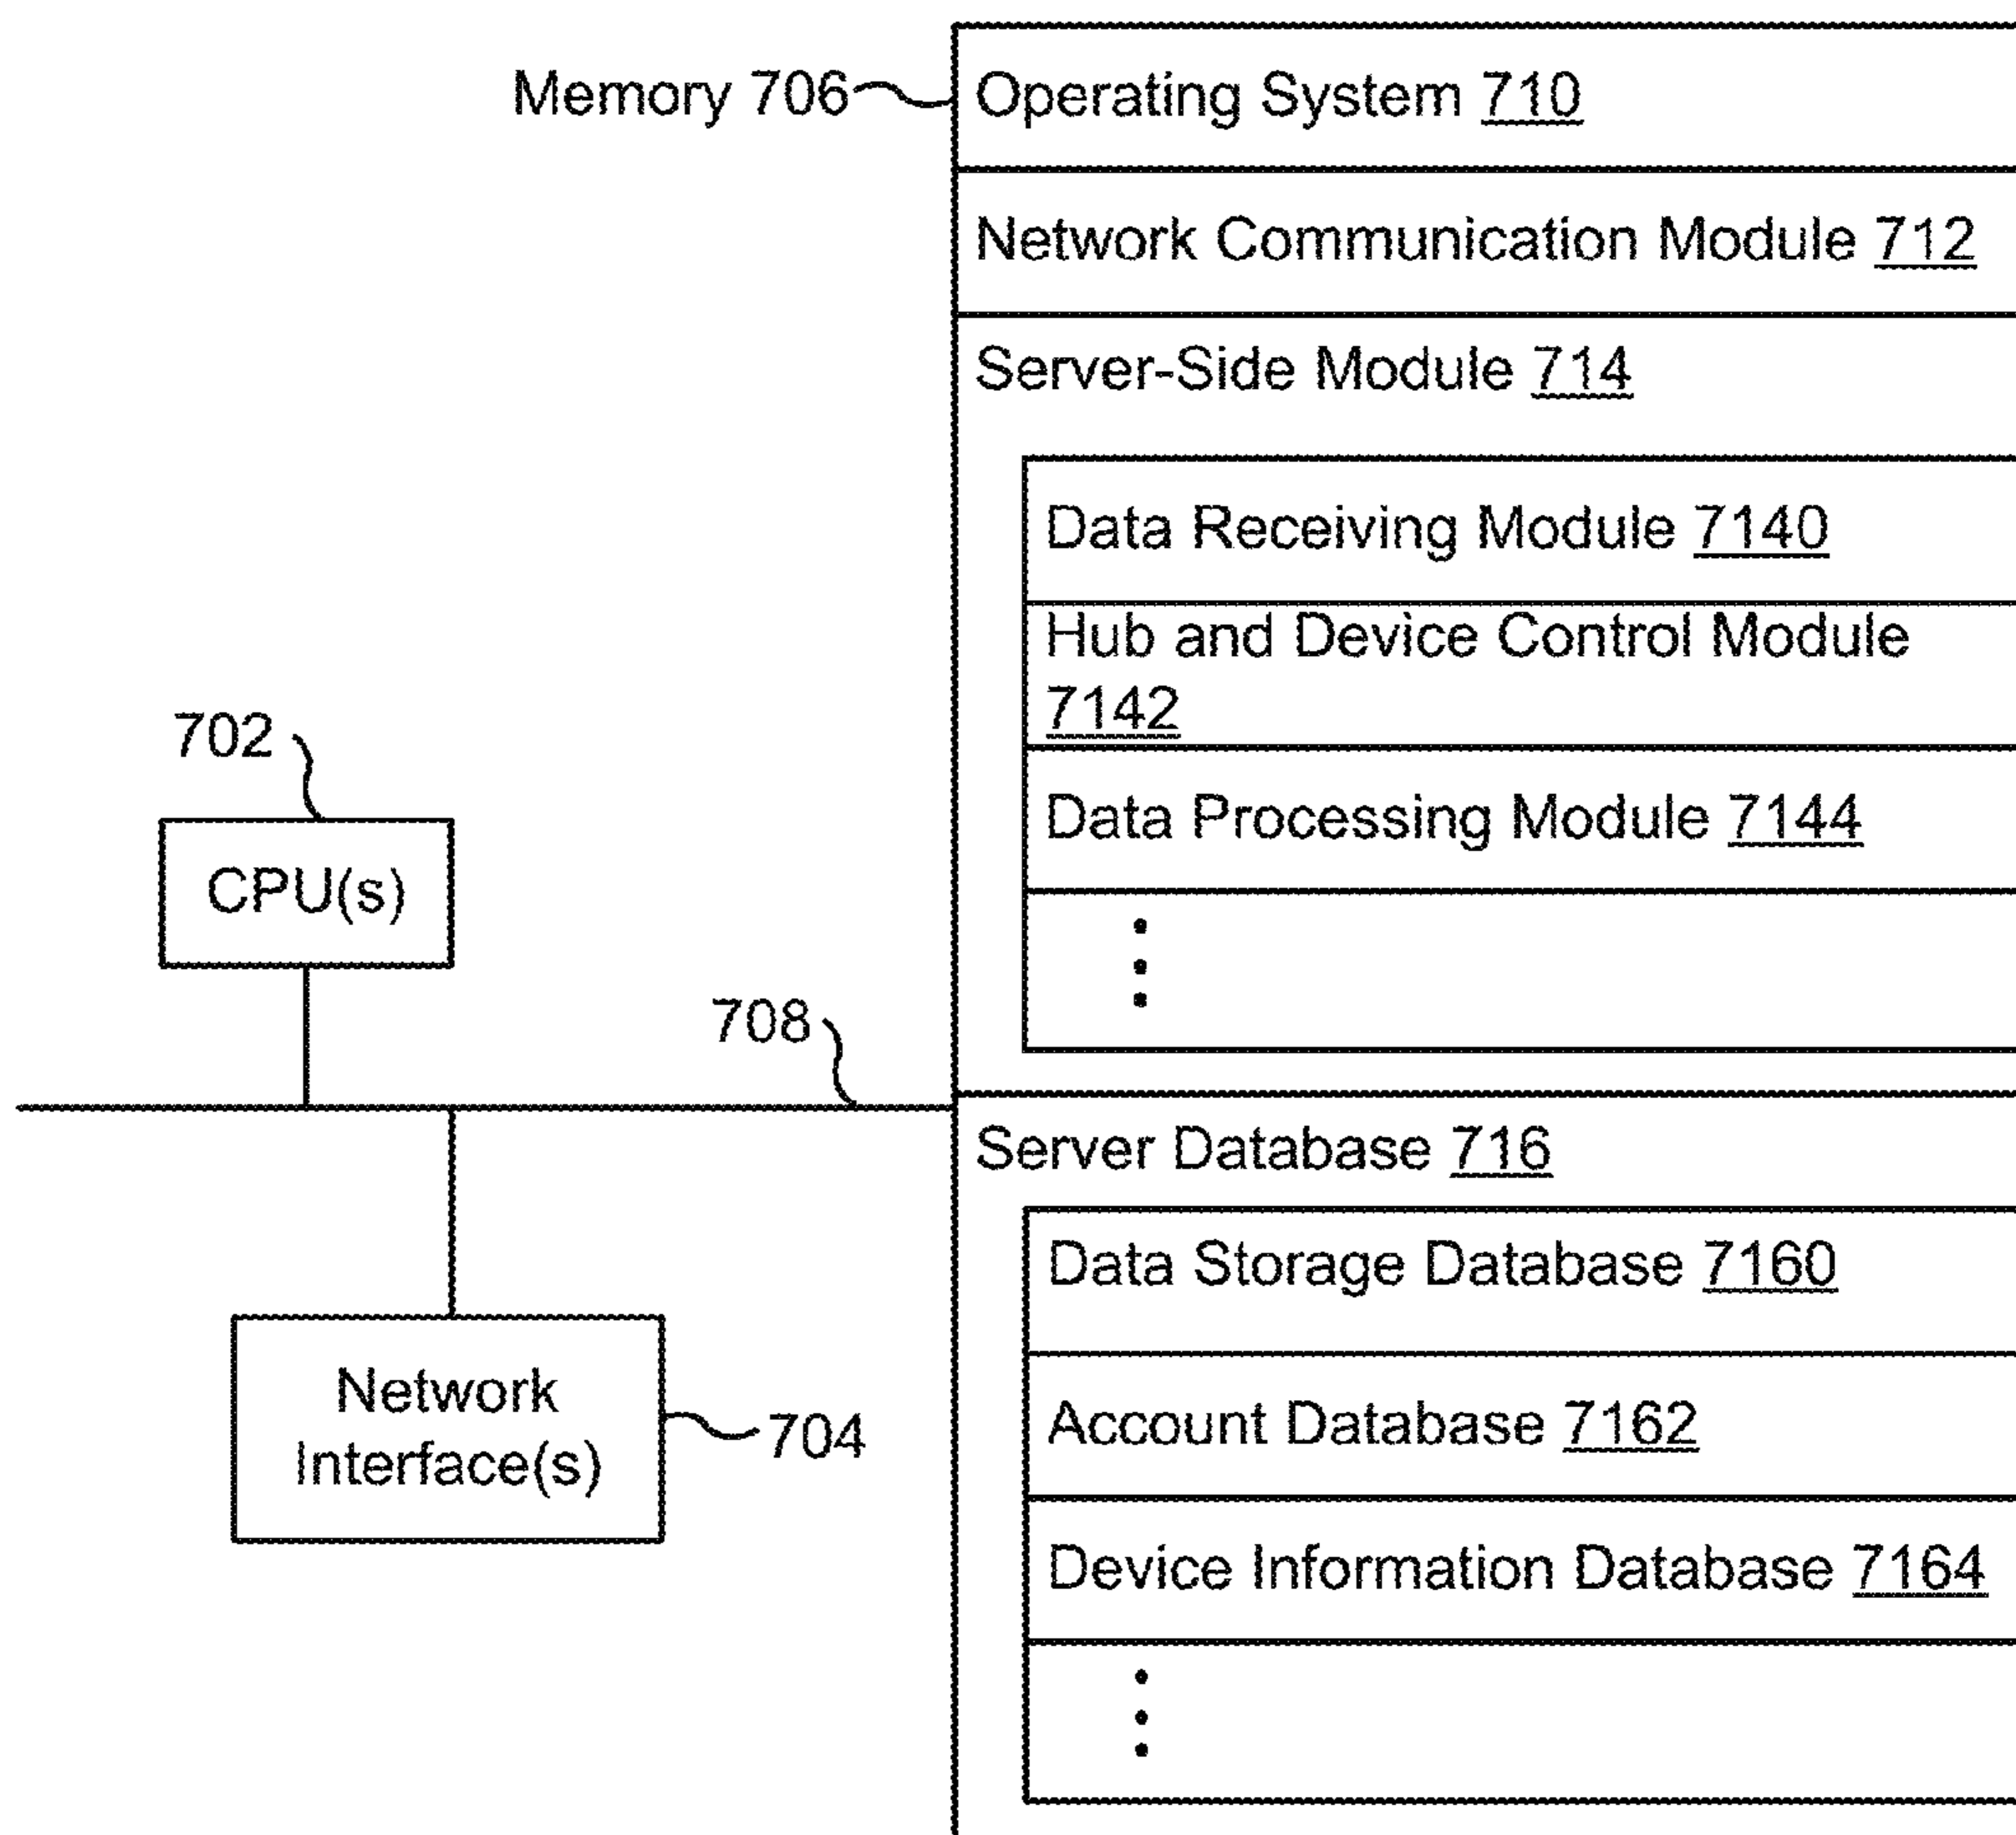 Memory 706
Operating System 710
Network Communication Module 712
Server-Side Module 714
Data Receiving Module 7140
Hub and Device Control Module
7142
Data Processing Module 7144
702
CPU(s)
708
Server Database 716
Data Storage Database 7160
Network
Interface(s)
704
Account Database 7162
Device Information Database 7164